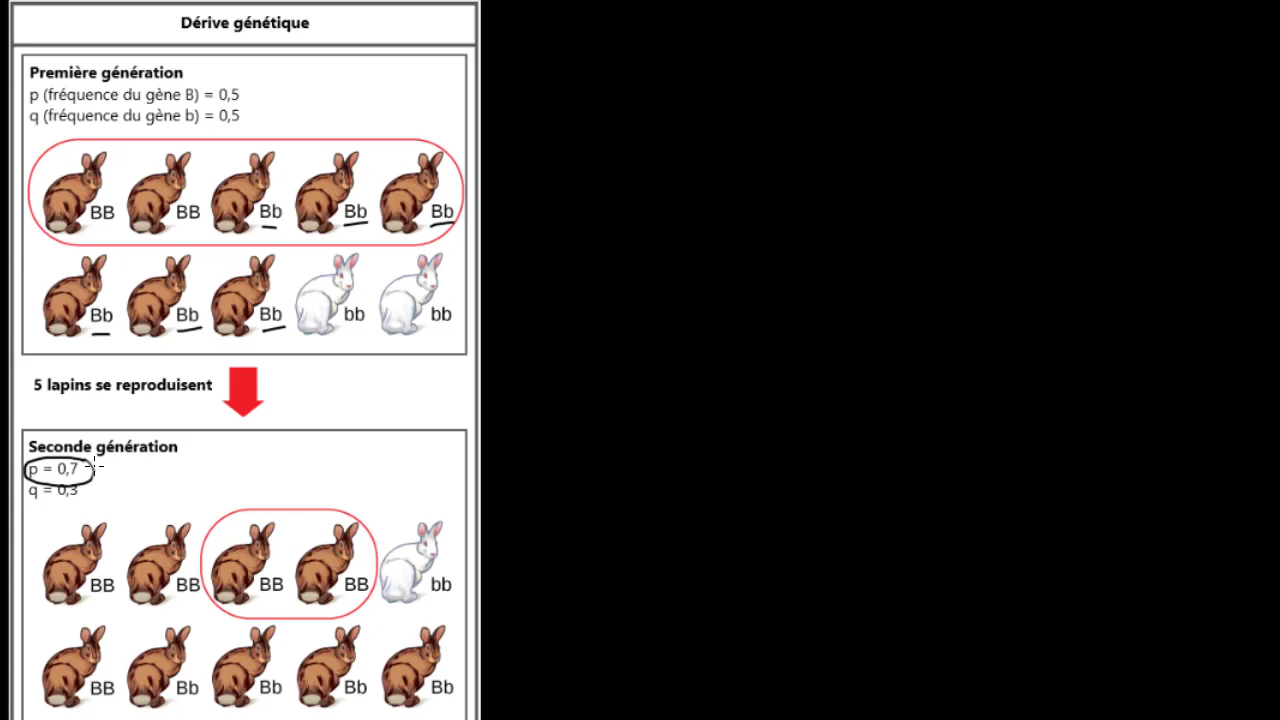 Dérive génétique
Première génération
p (fréquence du gène B) = 0,5
q (fréquence du gène b) = 0,5
BB BB Bb Bb Bb
Bb Bb Bb bb bb
5 lapins se reproduisent
Seconde génération
p = 0,7
q = 0,3
BB BB BB BB bb
BB Bb Bb Bb Bb